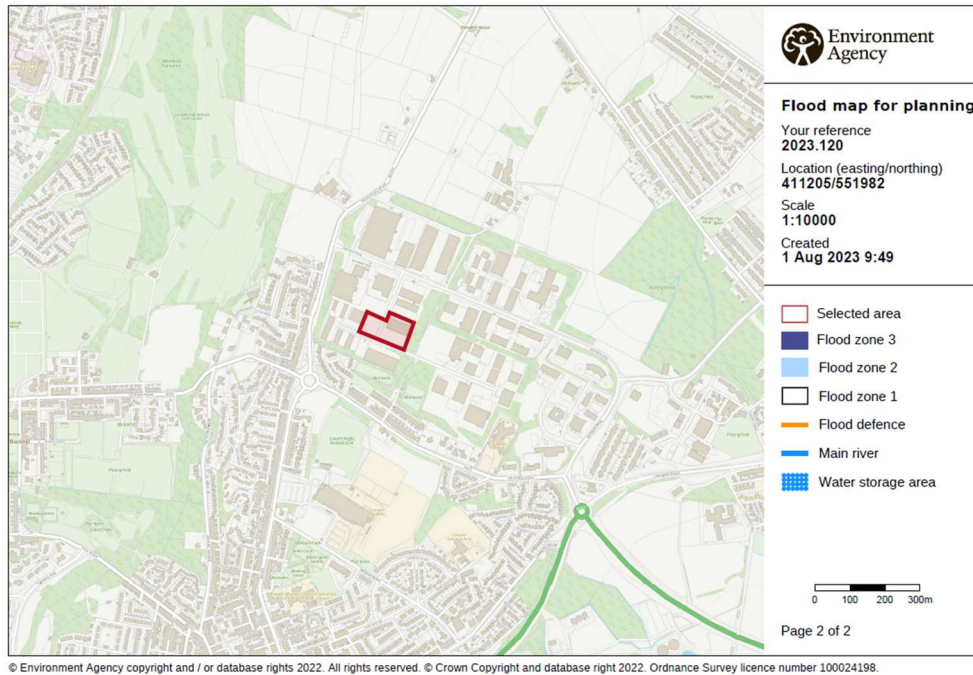 Environment
Agency
Flood map for planning
Your reference
2023.120
Location (easting/northing)
411205/551982
Scale
1:10000
Created
1 Aug 2023 9:49
Selected area
Flood zone 3
Flood zone 2
Flood zone 1
Flood defence
Main river
Water storage area
0 100 200 300m
Page 2 of 2
© Environment Agency copyright and / or database rights 2022. All rights reserved. © Crown Copyright and database right 2022. Ordnance Survey licence number 100024198.